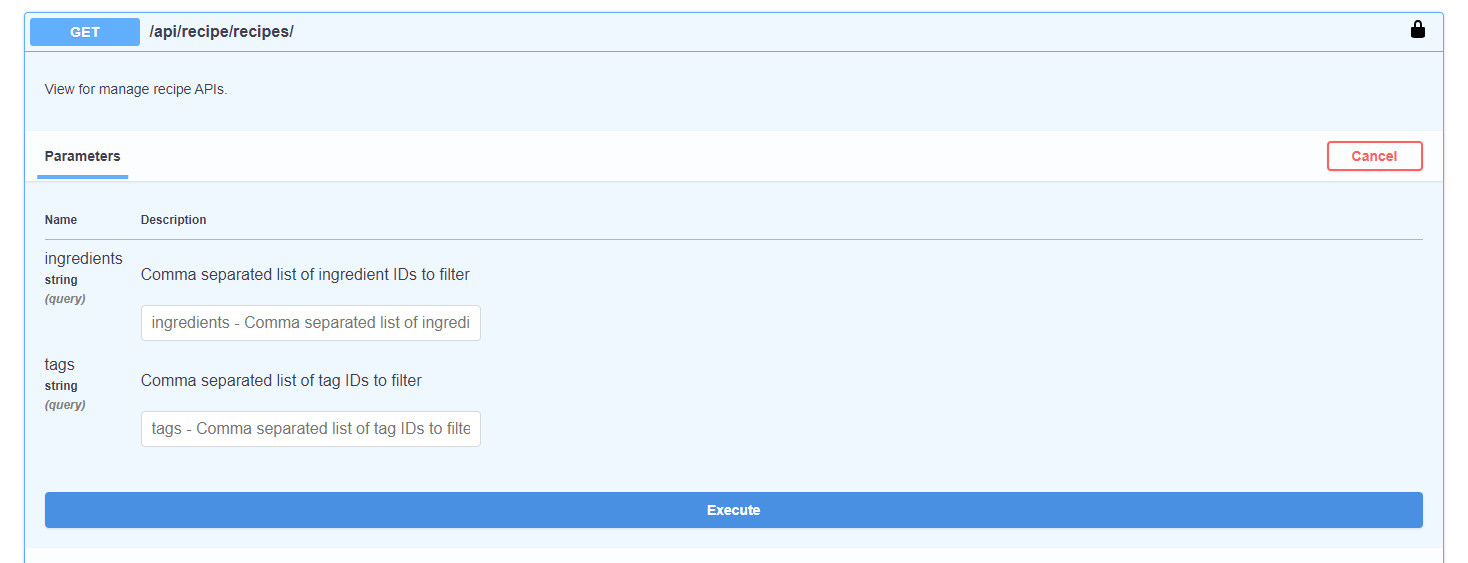 GET /api/recipe/recipes/
View for manage recipe APIs.
Parameters
Cancel
Name Description
ingredients
string
(query)
Comma separated list of ingredient IDs to filter
ingredients - Comma separated list of ingredi
tags
string
(query)
Comma separated list of tag IDs to filter
tags - Comma separated list of tag IDs to filte
Execute